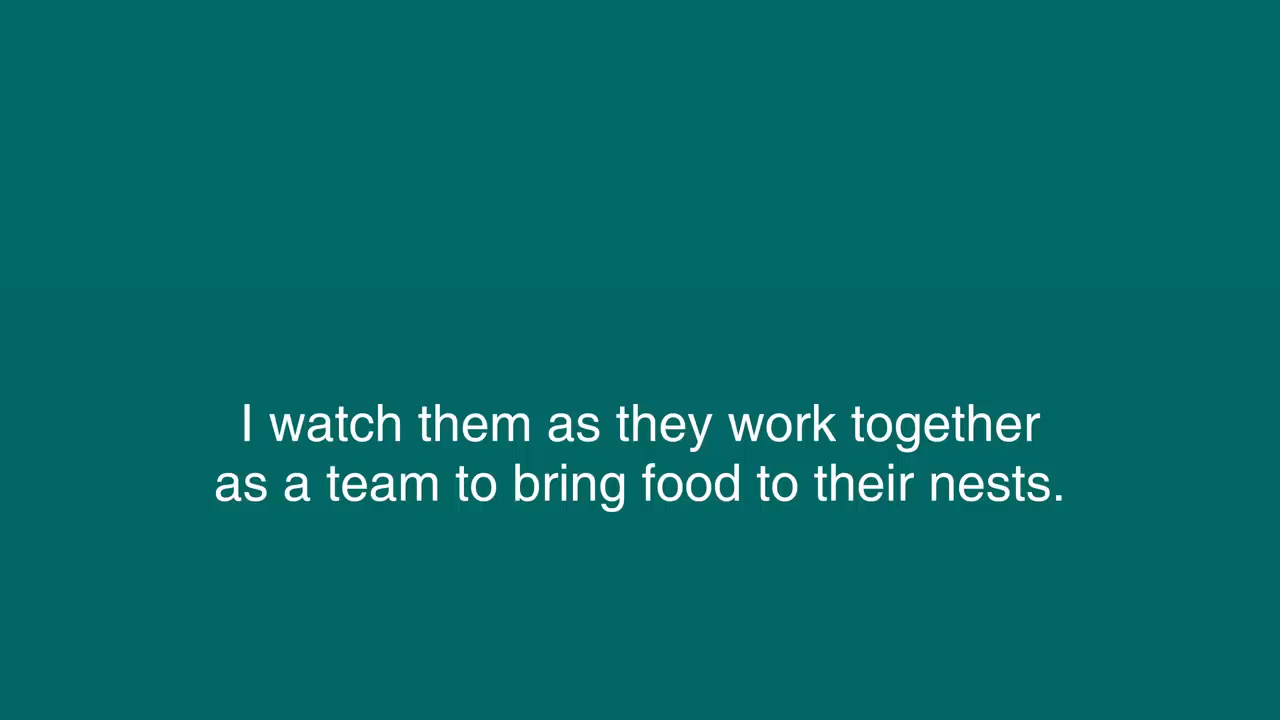 I watch them as they work together
as a team to bring food to their nests.